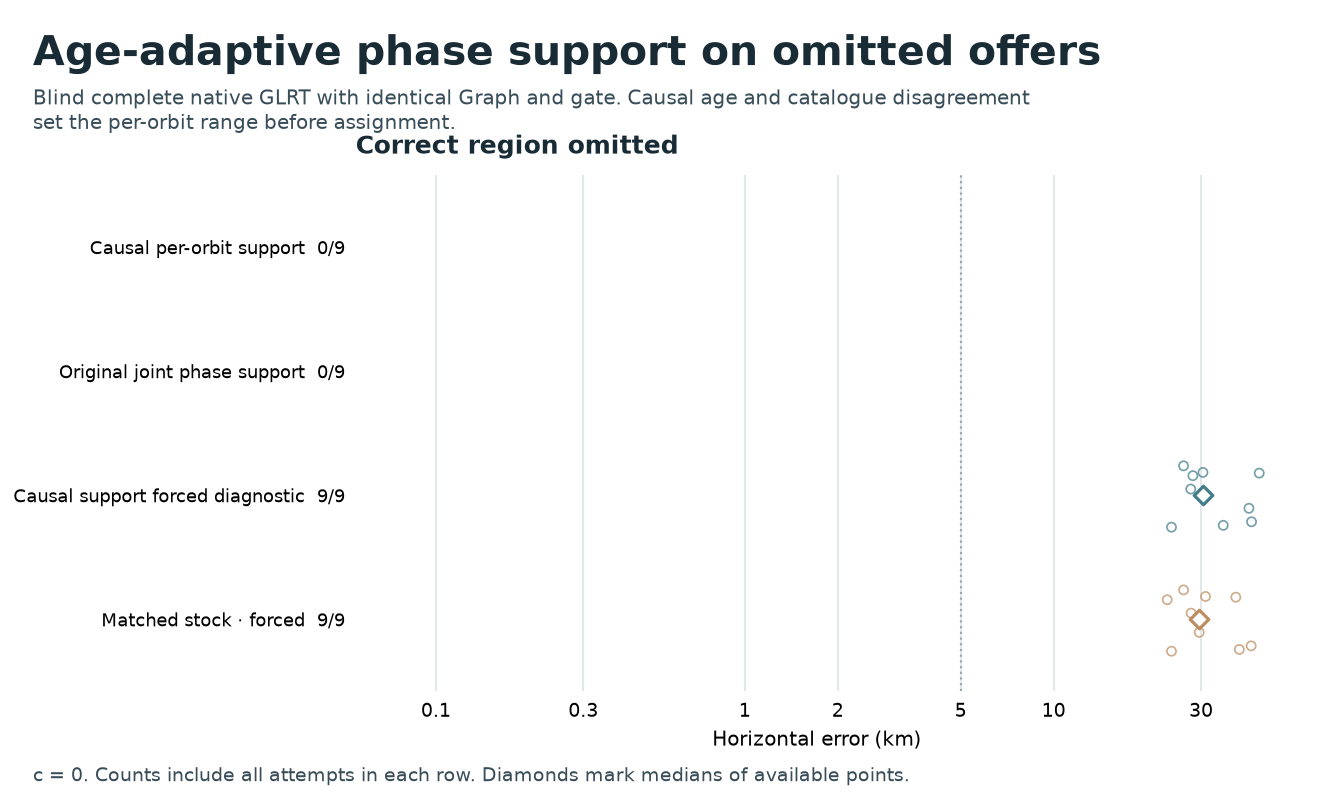 Age-adaptive phase support on omitted offers
Blind complete native GLRT with identical Graph and gate. Causal age and catalogue disagreement
set the per-orbit range before assignment.
Correct region omitted
Causal per-orbit support 0/9
Original joint phase support 0/9
Causal support forced diagnostic 9/9
Matched stock · forced 9/9
0.1 0.3 1 2 5 10 30
Horizontal error (km)
c = 0. Counts include all attempts in each row. Diamonds mark medians of available points.